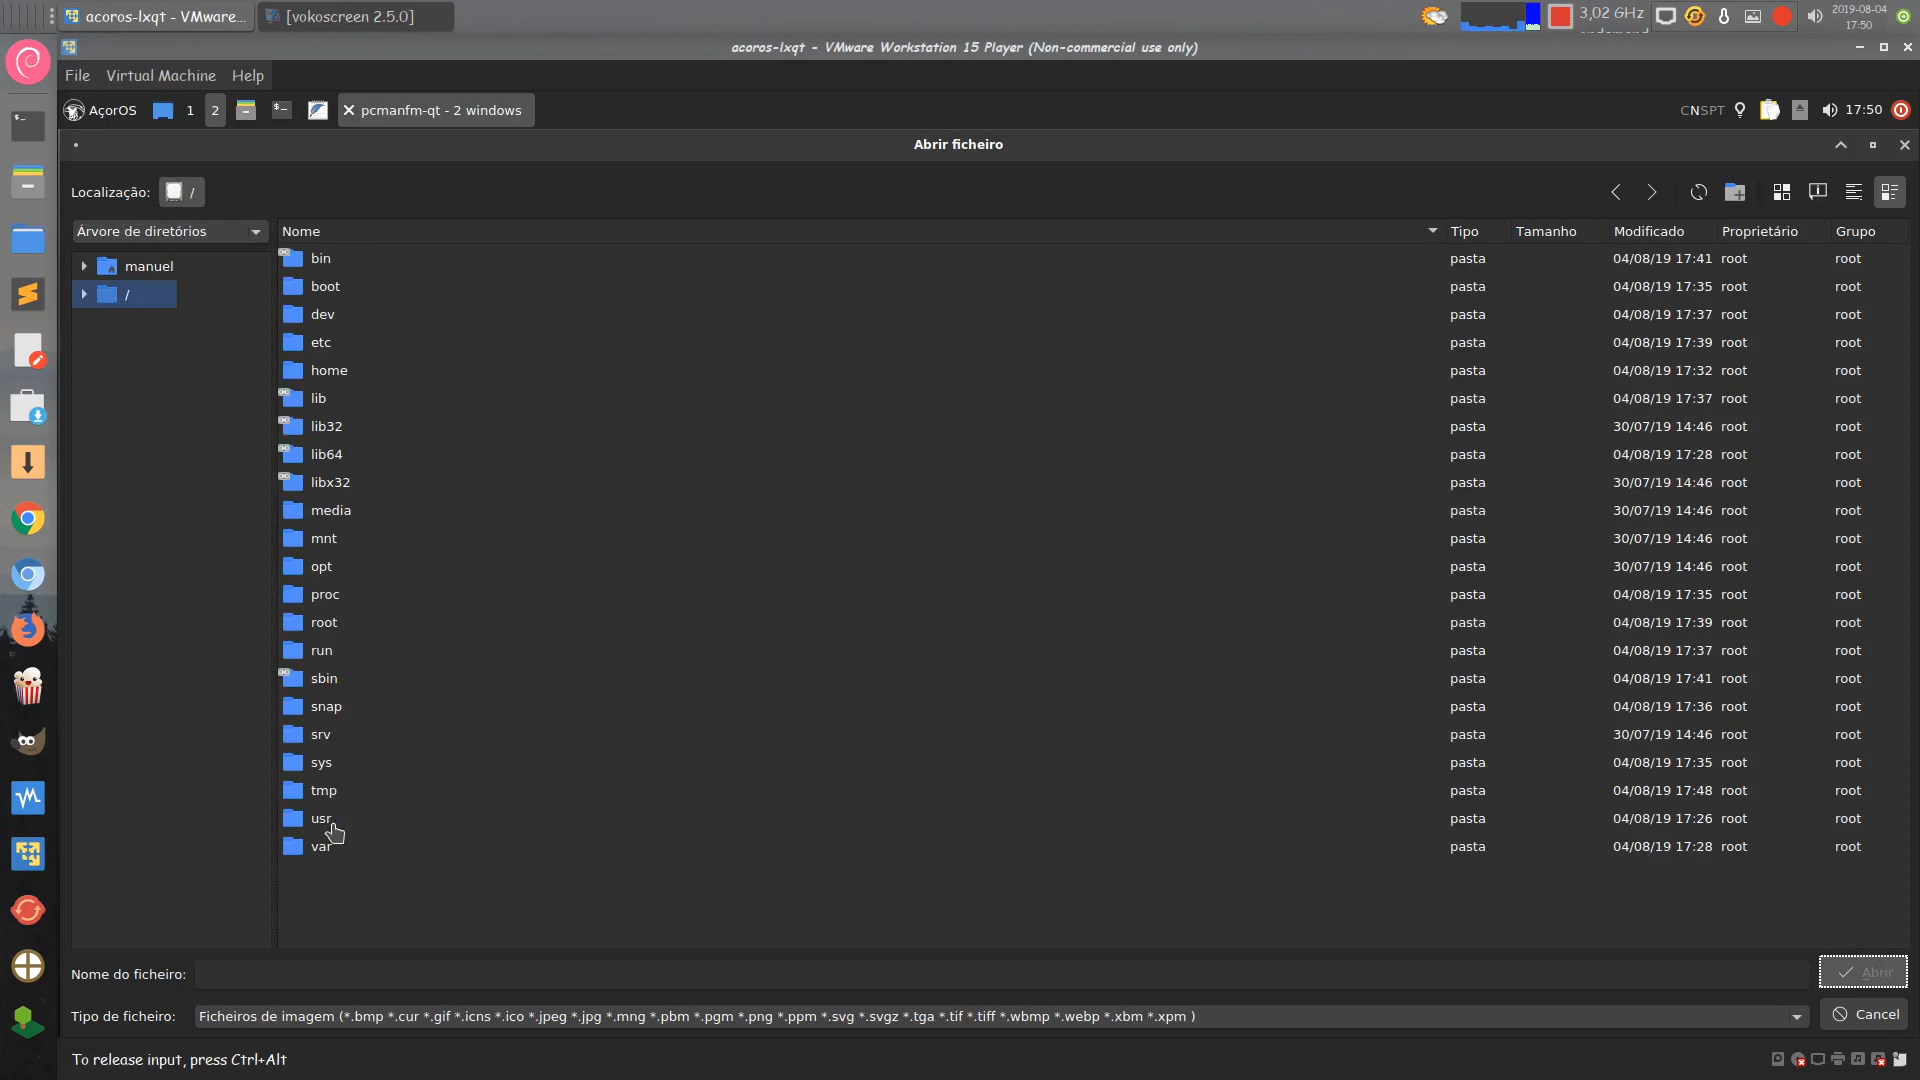 acoros-lxqt - VMware...
[vokoscreen 2.5.0]
3,02 GHz
2019-08-04
17:50
acoros-lxqt - VMware Workstation 15 Player (Non-commercial use only)
File Virtual Machine Help
AçorOS 1 2 pcmanfm-qt - 2 windows
CNSPT 17:50
Abrir ficheiro
Localização: /
Árvore de diretórios
manuel
/
Nome Tipo Tamanho Modificado Proprietário Grupo
bin pasta 04/08/19 17:41 root root
boot pasta 04/08/19 17:35 root root
dev pasta 04/08/19 17:37 root root
etc pasta 04/08/19 17:39 root root
home pasta 04/08/19 17:32 root root
lib pasta 04/08/19 17:37 root root
lib32 pasta 30/07/19 14:46 root root
lib64 pasta 04/08/19 17:28 root root
libx32 pasta 30/07/19 14:46 root root
media pasta 30/07/19 14:46 root root
mnt pasta 30/07/19 14:46 root root
opt pasta 30/07/19 14:46 root root
proc pasta 04/08/19 17:35 root root
root pasta 04/08/19 17:39 root root
run pasta 04/08/19 17:37 root root
sbin pasta 04/08/19 17:41 root root
snap pasta 04/08/19 17:36 root root
srv pasta 30/07/19 14:46 root root
sys pasta 04/08/19 17:35 root root
tmp pasta 04/08/19 17:48 root root
usr pasta 04/08/19 17:26 root root
var pasta 04/08/19 17:28 root root
Nome do ficheiro: Abrir
Tipo de ficheiro: Ficheiros de imagem (*.bmp *.cur *.gif *.icns *.ico *.jpeg *.jpg *.mng *.pbm *.pgm *.png *.ppm *.svg *.svgz *.tga *.tif *.tiff *.wbmp *.webp *.xbm *.xpm ) Cancel
To release input, press Ctrl+Alt